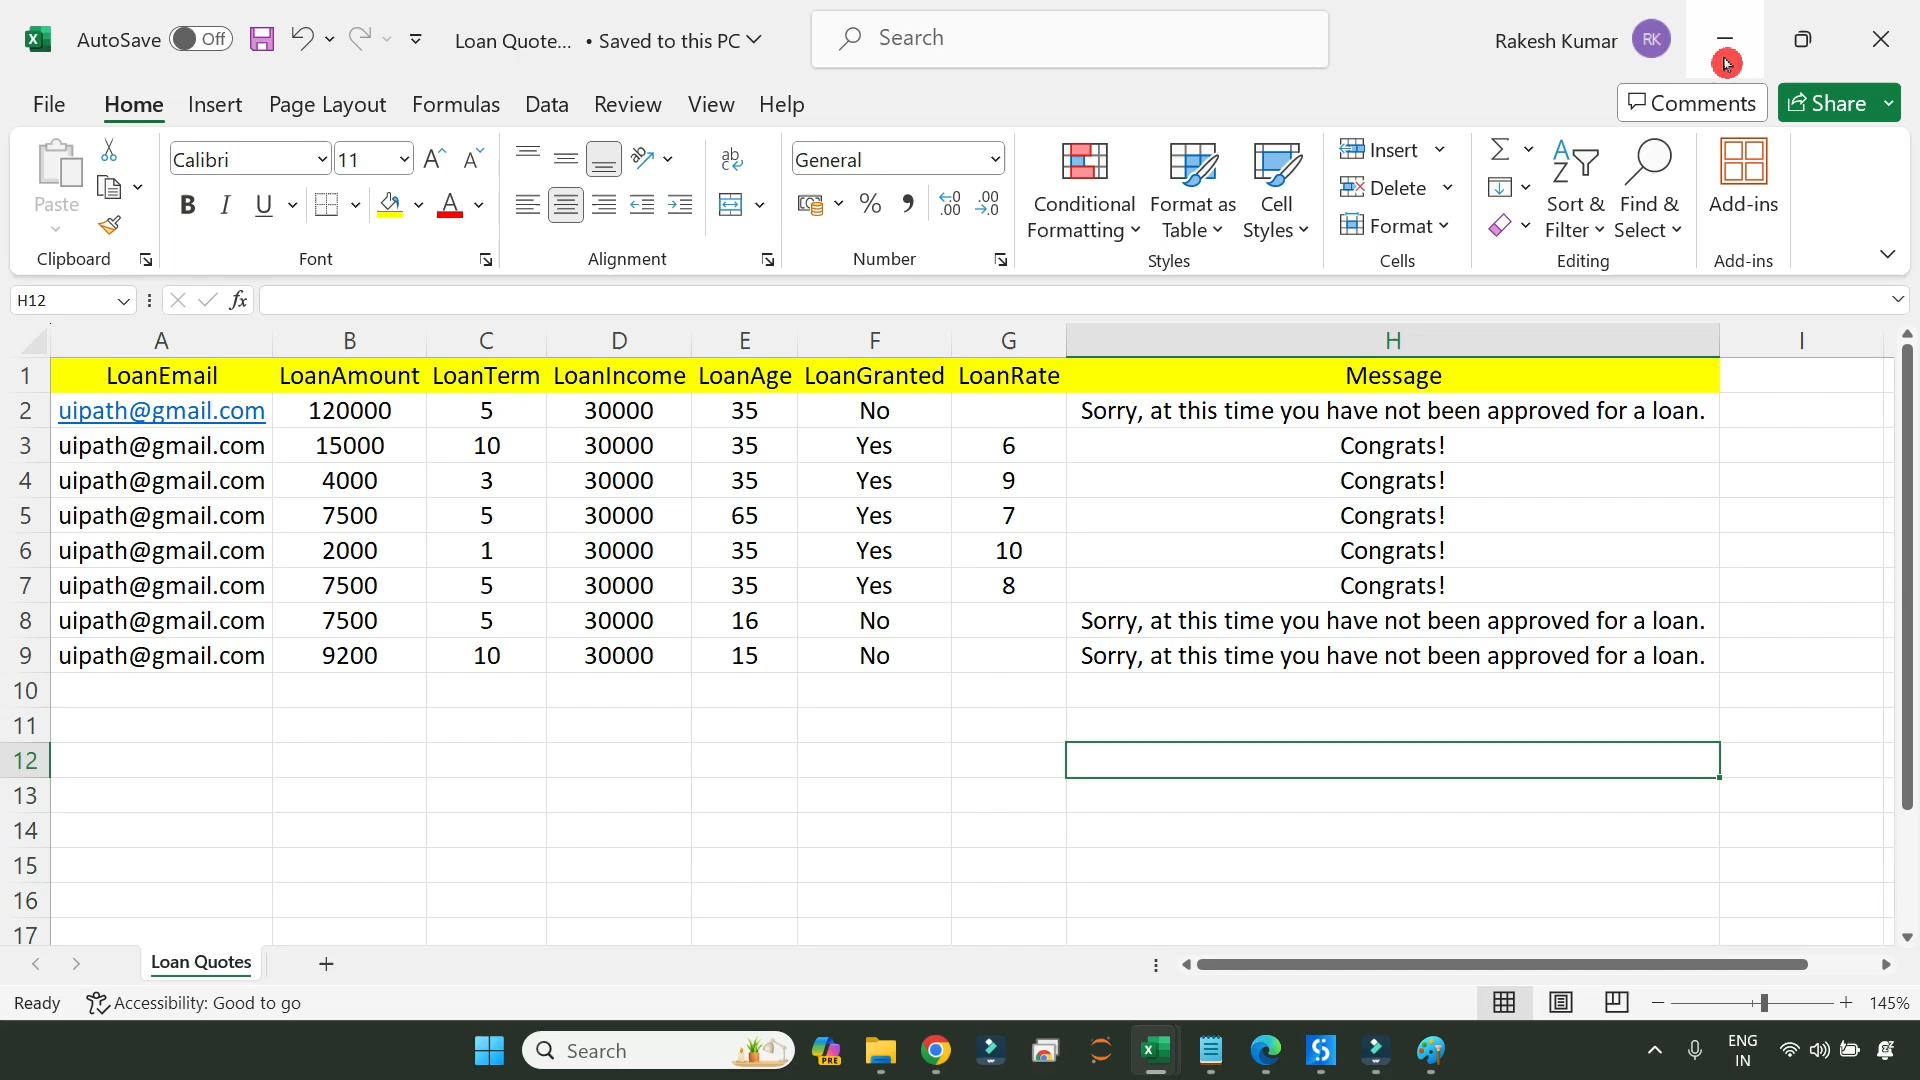 AutoSave Off Loan Quote... • Saved to this PC Search Rakesh Kumar RK
File Home Insert Page Layout Formulas Data Review View Help Comments Share
Paste
Clipboard
Calibri 11
B I U A
Font
ab
Alignment
General
% , .00 .00
Number
Conditional Formatting
Format as Table
Cell Styles
Styles
Insert
Delete
Format
Cells
Sort & Filter
Find & Select
Editing
Add-ins
Add-ins
H12 fx
A B C D E F G H I
1 LoanEmail LoanAmount LoanTerm LoanIncome LoanAge LoanGranted LoanRate Message
2 uipath@gmail.com 120000 5 30000 35 No Sorry, at this time you have not been approved for a loan.
3 uipath@gmail.com 15000 10 30000 35 Yes 6 Congrats!
4 uipath@gmail.com 4000 3 30000 35 Yes 9 Congrats!
5 uipath@gmail.com 7500 5 30000 65 Yes 7 Congrats!
6 uipath@gmail.com 2000 1 30000 35 Yes 10 Congrats!
7 uipath@gmail.com 7500 5 30000 35 Yes 8 Congrats!
8 uipath@gmail.com 7500 5 30000 16 No Sorry, at this time you have not been approved for a loan.
9 uipath@gmail.com 9200 10 30000 15 No Sorry, at this time you have not been approved for a loan.
10
11
12
13
14
15
16
17
Loan Quotes
Ready Accessibility: Good to go 145%
Search PRE ENG
IN